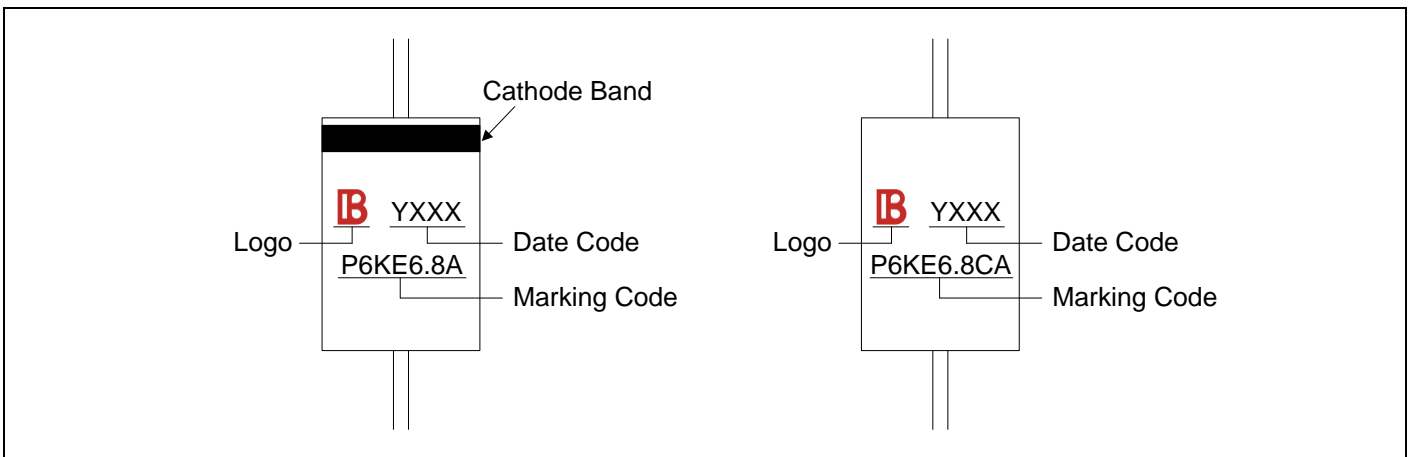 Cathode Band
B YXXX
Logo Date Code
P6KE6.8A
Marking Code
B YXXX
Logo Date Code
P6KE6.8CA
Marking Code